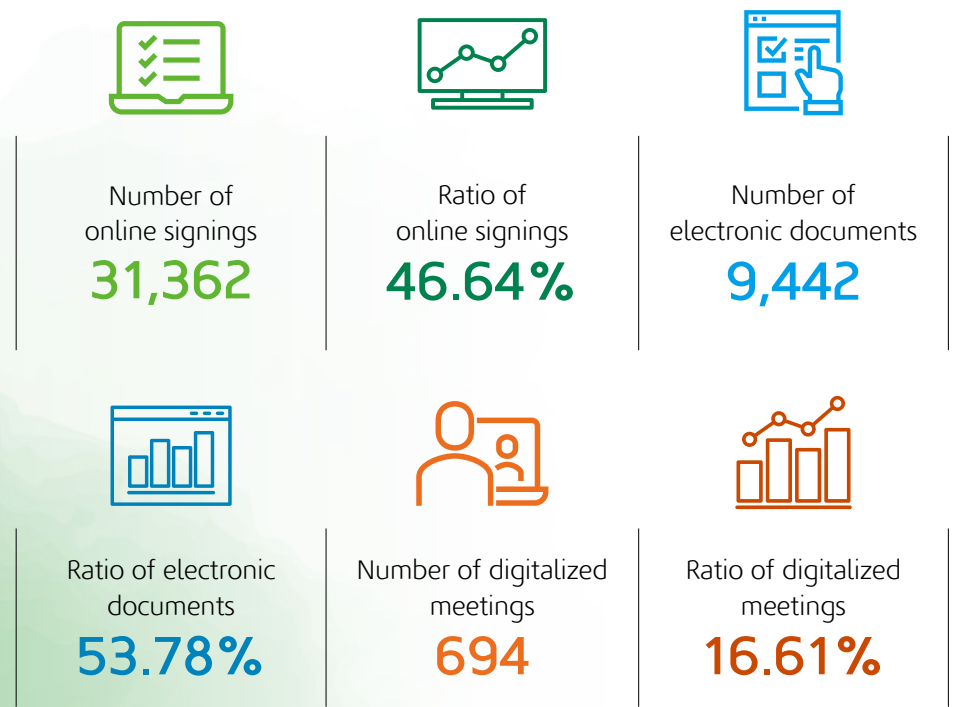 Number of
online signings
31,362
Ratio of
online signings
46.64%
Number of
electronic documents
9,442
Ratio of electronic
documents
53.78%
Number of digitalized
meetings
694
Ratio of digitalized
meetings
16.61%